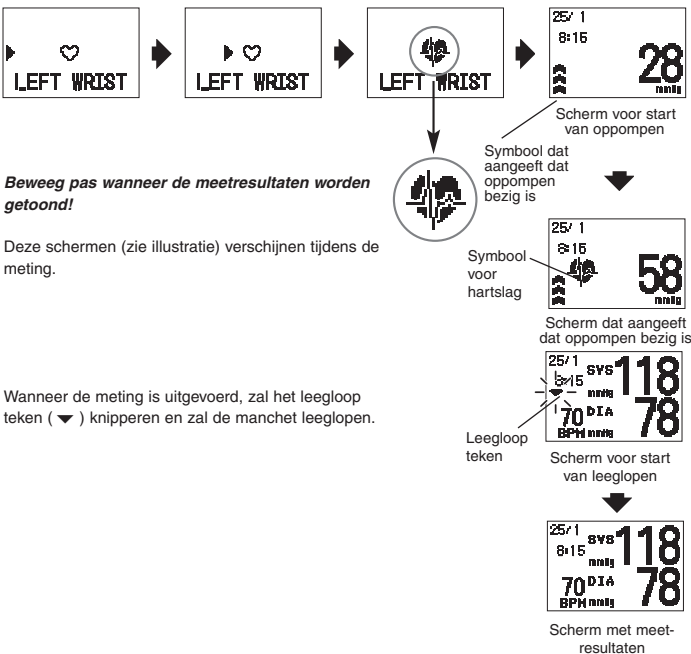 LEFT WRIST
LEFT WRIST
LEFT WRIST
25/ 1
8:15
28
mmHg
Scherm voor start
van oppompen
Symbool dat
aangeeft dat
oppompen
bezig is
Beweeg pas wanneer de meetresultaten worden
getoond!
Deze schermen (zie illustratie) verschijnen tijdens de
meting.
25/ 1
8:15
58
mmHg
Symbool
voor
hartslag
Scherm dat aangeeft
dat oppompen bezig is
Wanneer de meting is uitgevoerd, zal het leegloop
teken ( ▼ ) knipperen en zal de manchet leeglopen.
25/ 1
8:15
SYS 118
mmHg
70 DIA 78
BPM mmHg
Leegloop
teken
Scherm voor start
van leeglopen
25/ 1
8:15
SYS 118
mmHg
70 DIA 78
BPM mmHg
Scherm met meet-
resultaten